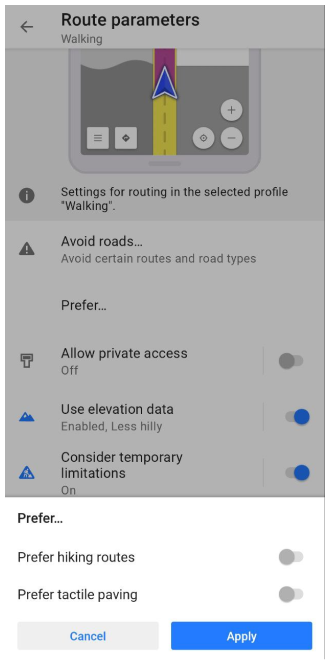 Route parameters
Walking
Settings for routing in the selected profile
"Walking".
Avoid roads...
Avoid certain routes and road types
Prefer...
Allow private access
Off
Use elevation data
Enabled, Less hilly
Consider temporary
limitations
On
Prefer...
Prefer hiking routes
Prefer tactile paving
Cancel
Apply